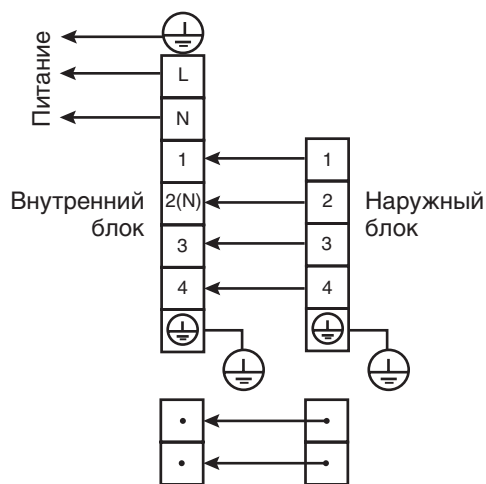 Питание
L
N
1
2(N)
3
4
Внутренний
блок
1
2
3
4
Наружный
блок